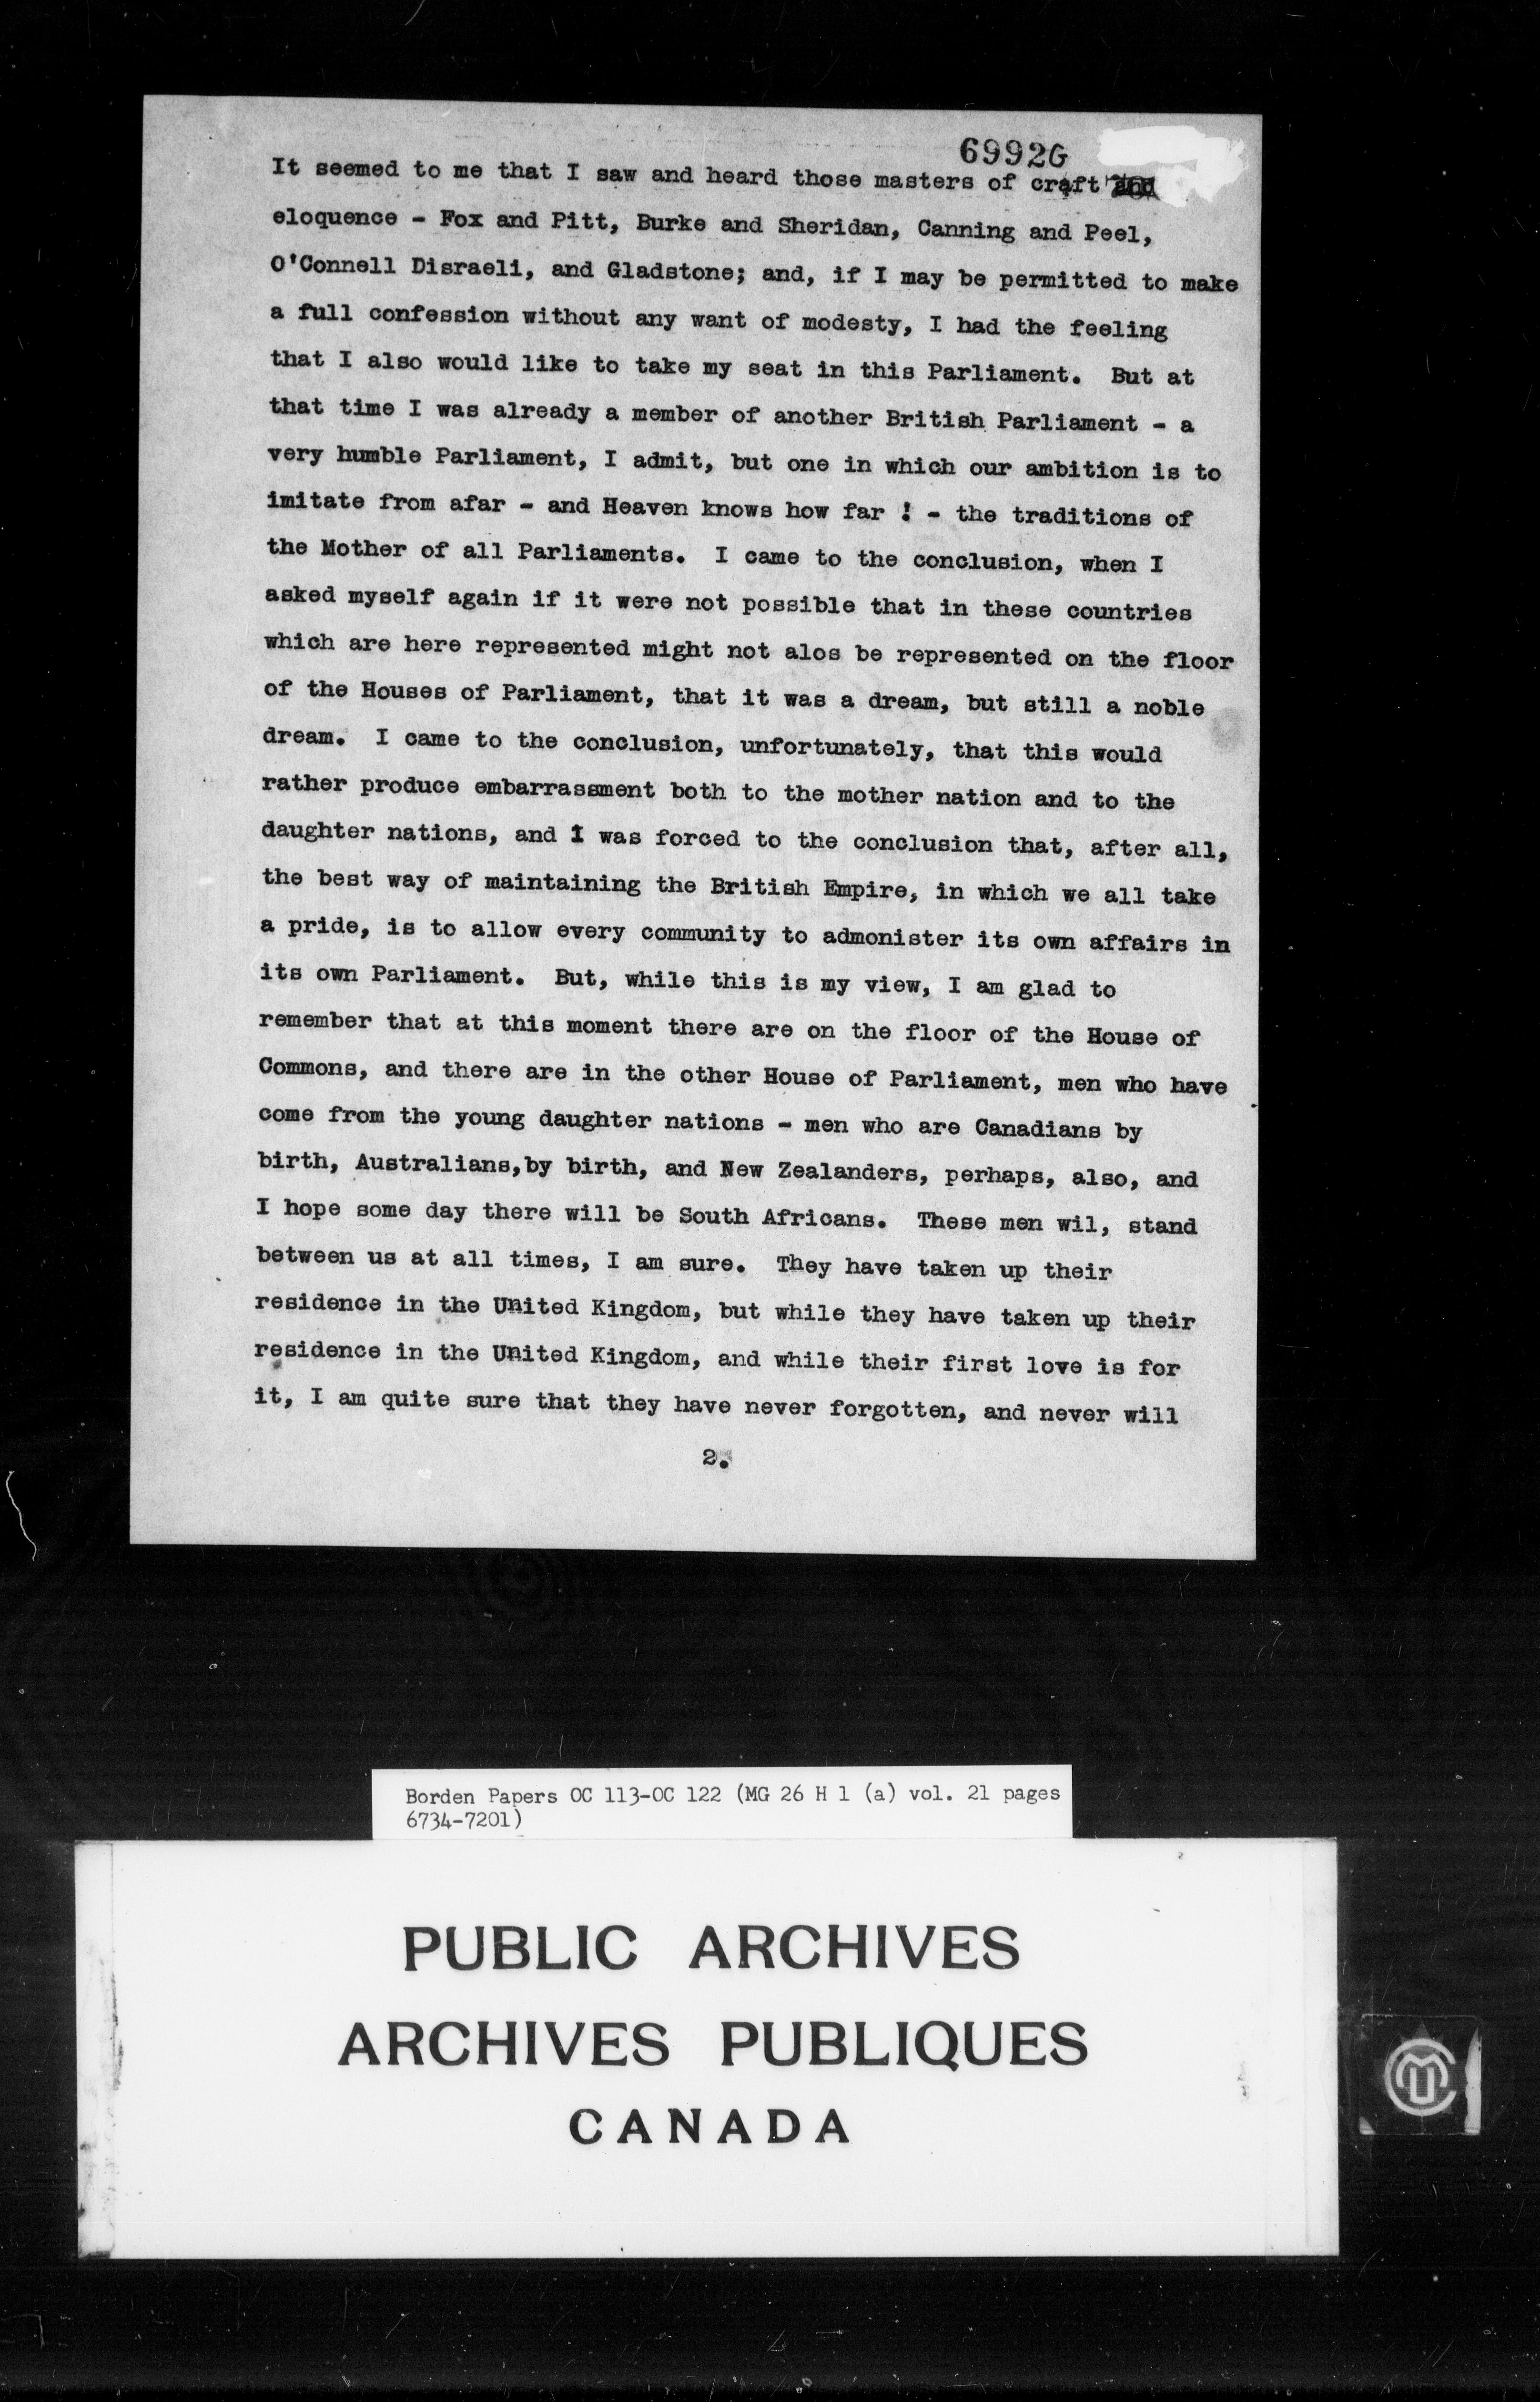 6992G
It seemed to me that I saw and heard those masters of craft and
eloquence - Fox and Pitt, Burke and Sheridan, Canning and Peel,
O'Connell Disraeli, and Gladstone; and, if I may be permitted to make
a full confession without any want of modesty, I had the feeling
that I also would like to take my seat in this Parliament. But at
that time I was already a member of another British Parliament - a
very humble Parliament, I admit, but one in which our ambition is to
imitate from afar - and Heaven knows how far ! - the traditions of
the Mother of all Parliaments. I came to the conclusion, when I
asked myself again if it were not possible that in these countries
which are here represented might not alos be represented on the floor
of the Houses of Parliament, that it was a dream, but still a noble
dream. I came to the conclusion, unfortunately, that this would
rather produce embarrassment both to the mother nation and to the
daughter nations, and I was forced to the conclusion that, after all,
the best way of maintaining the British Empire, in which we all take
a pride, is to allow every community to admonister its own affairs in
its own Parliament. But, while this is my view, I am glad to
remember that at this moment there are on the floor of the House of
Commons, and there are in the other House of Parliament, men who have
come from the young daughter nations - men who are Canadians by
birth, Australians,by birth, and New Zealanders, perhaps, also, and
I hope some day there will be South Africans. These men wil, stand
between us at all times, I am sure. They have taken up their
residence in the United Kingdom, but while they have taken up their
residence in the United Kingdom, and while their first love is for
it, I am quite sure that they have never forgotten, and never will
2.
Borden Papers OC 113-OC 122 (MG 26 H 1 (a) vol. 21 pages
6734-7201)
PUBLIC ARCHIVES
ARCHIVES PUBLIQUES
CANADA